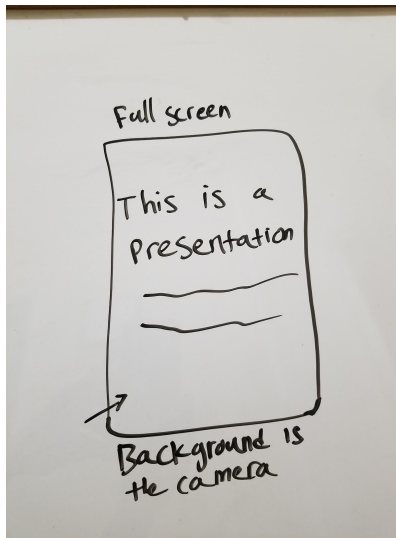 Full screen
This is a
Presentation
Background is
the camera